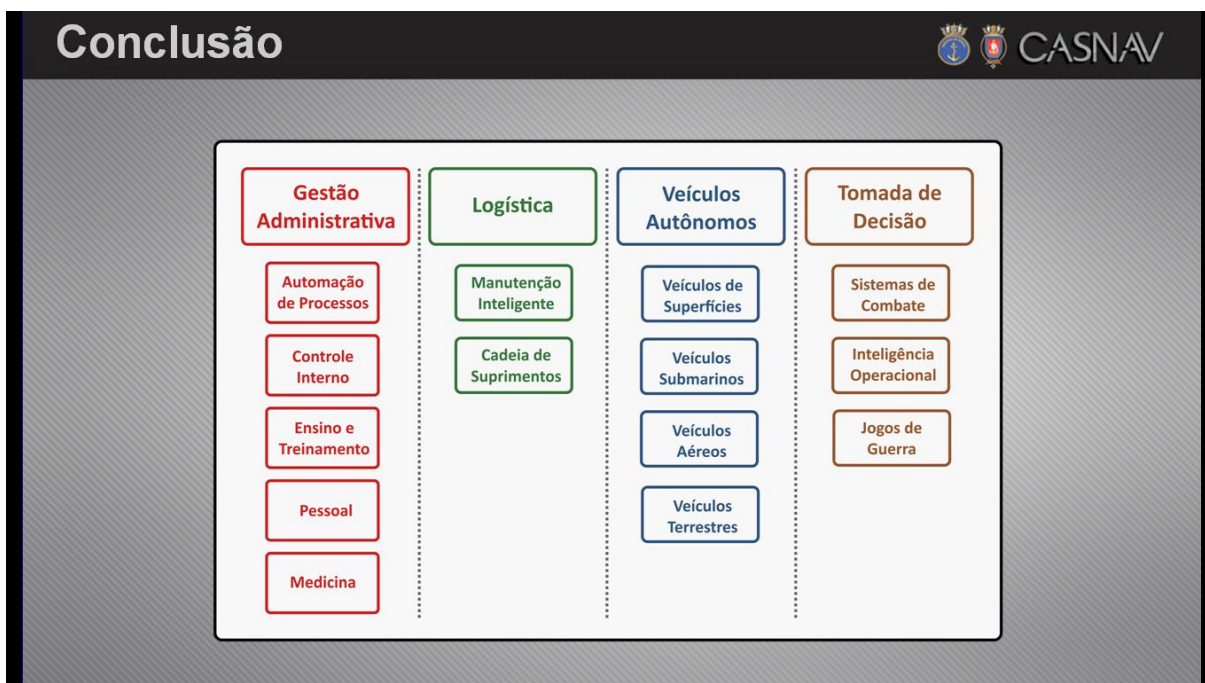 Conclusão
CASNAV
Gestão
Administrativa
Automação
de Processos
Controle
Interno
Ensino e
Treinamento
Pessoal
Medicina
Logística
Manutenção
Inteligente
Cadeia de
Suprimentos
Veículos
Autônomos
Veículos de
Superfícies
Veículos
Submarinos
Veículos
Aéreos
Veículos
Terrestres
Tomada de
Decisão
Sistemas de
Combate
Inteligência
Operacional
Jogos de
Guerra